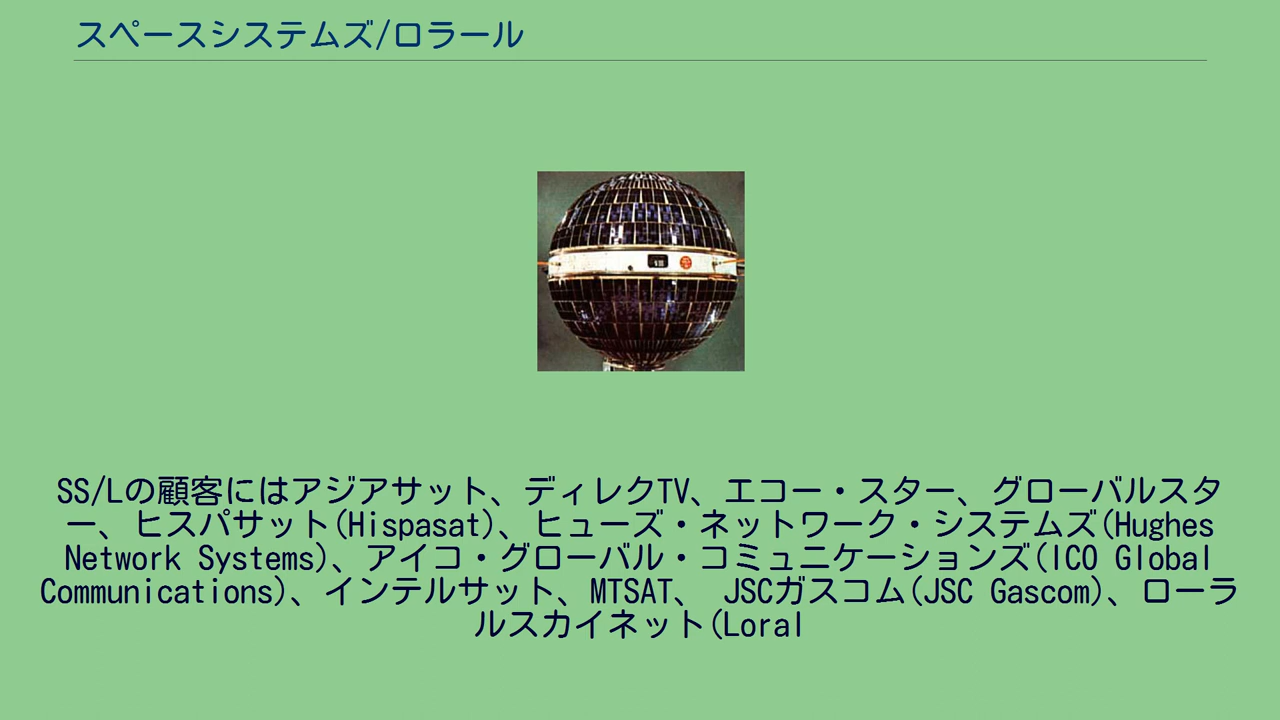 スペースシステムズ/ロラール
SS/Lの顧客にはアジアサット、ディレクTV、エコー・スター、グローバルスタ
ー、ヒスパサット(Hispasat)、ヒューズ・ネットワーク・システムズ(Hughes
Network Systems)、アイコ・グローバル・コミュニケーションズ(ICO Global
Communications)、インテルサット、MTSAT、 JSCガスコム(JSC Gascom)、ローラ
ルスカイネット(Loral